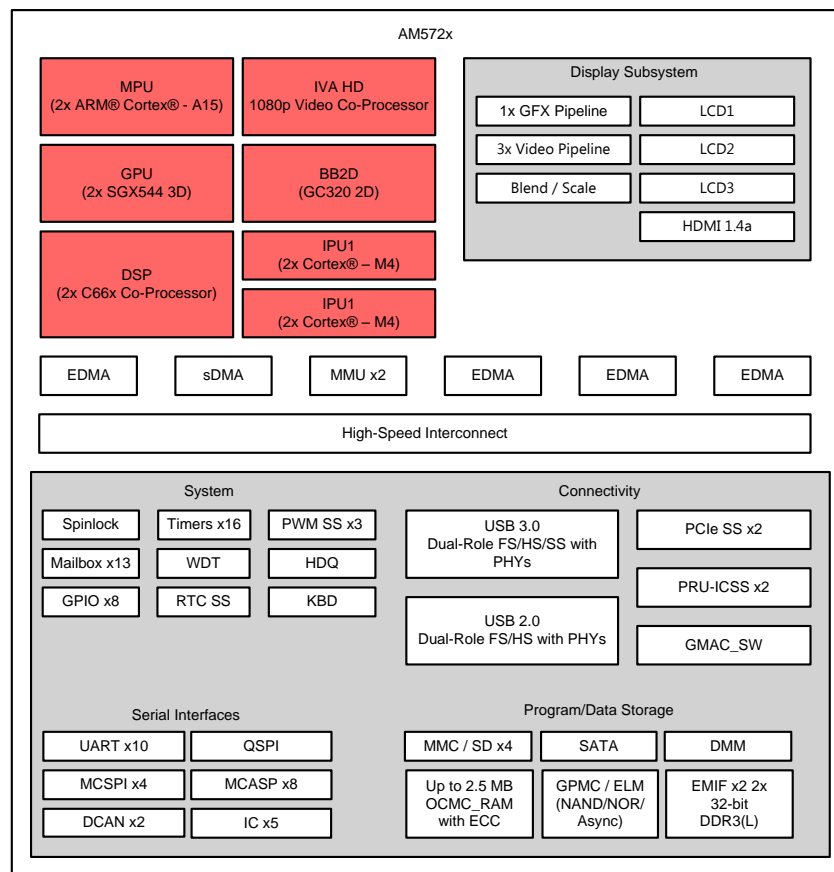 AM572x
MPU
(2x ARM® Cortex® - A15)
IVA HD
1080p Video Co-Processor
GPU
(2x SGX544 3D)
BB2D
(GC320 2D)
DSP
(2x C66x Co-Processor)
IPU1
(2x Cortex® – M4)
IPU1
(2x Cortex® – M4)
Display Subsystem
1x GFX Pipeline
LCD1
3x Video Pipeline
LCD2
Blend / Scale
LCD3
HDMI 1.4a
EDMA
sDMA
MMU x2
EDMA
EDMA
EDMA
High-Speed Interconnect
System
Spinlock
Timers x16
PWM SS x3
Mailbox x13
WDT
HDQ
GPIO x8
RTC SS
KBD
Connectivity
USB 3.0
Dual-Role FS/HS/SS with
PHYs
USB 2.0
Dual-Role FS/HS with PHYs
PCIe SS x2
PRU-ICSS x2
GMAC_SW
Serial Interfaces
UART x10
QSPI
MCSPI x4
MCASP x8
DCAN x2
IC x5
Program/Data Storage
MMC / SD x4
SATA
DMM
Up to 2.5 MB
OCMC_RAM
with ECC
GPMC / ELM
(NAND/NOR/
Async)
EMIF x2 2x
32-bit
DDR3(L)